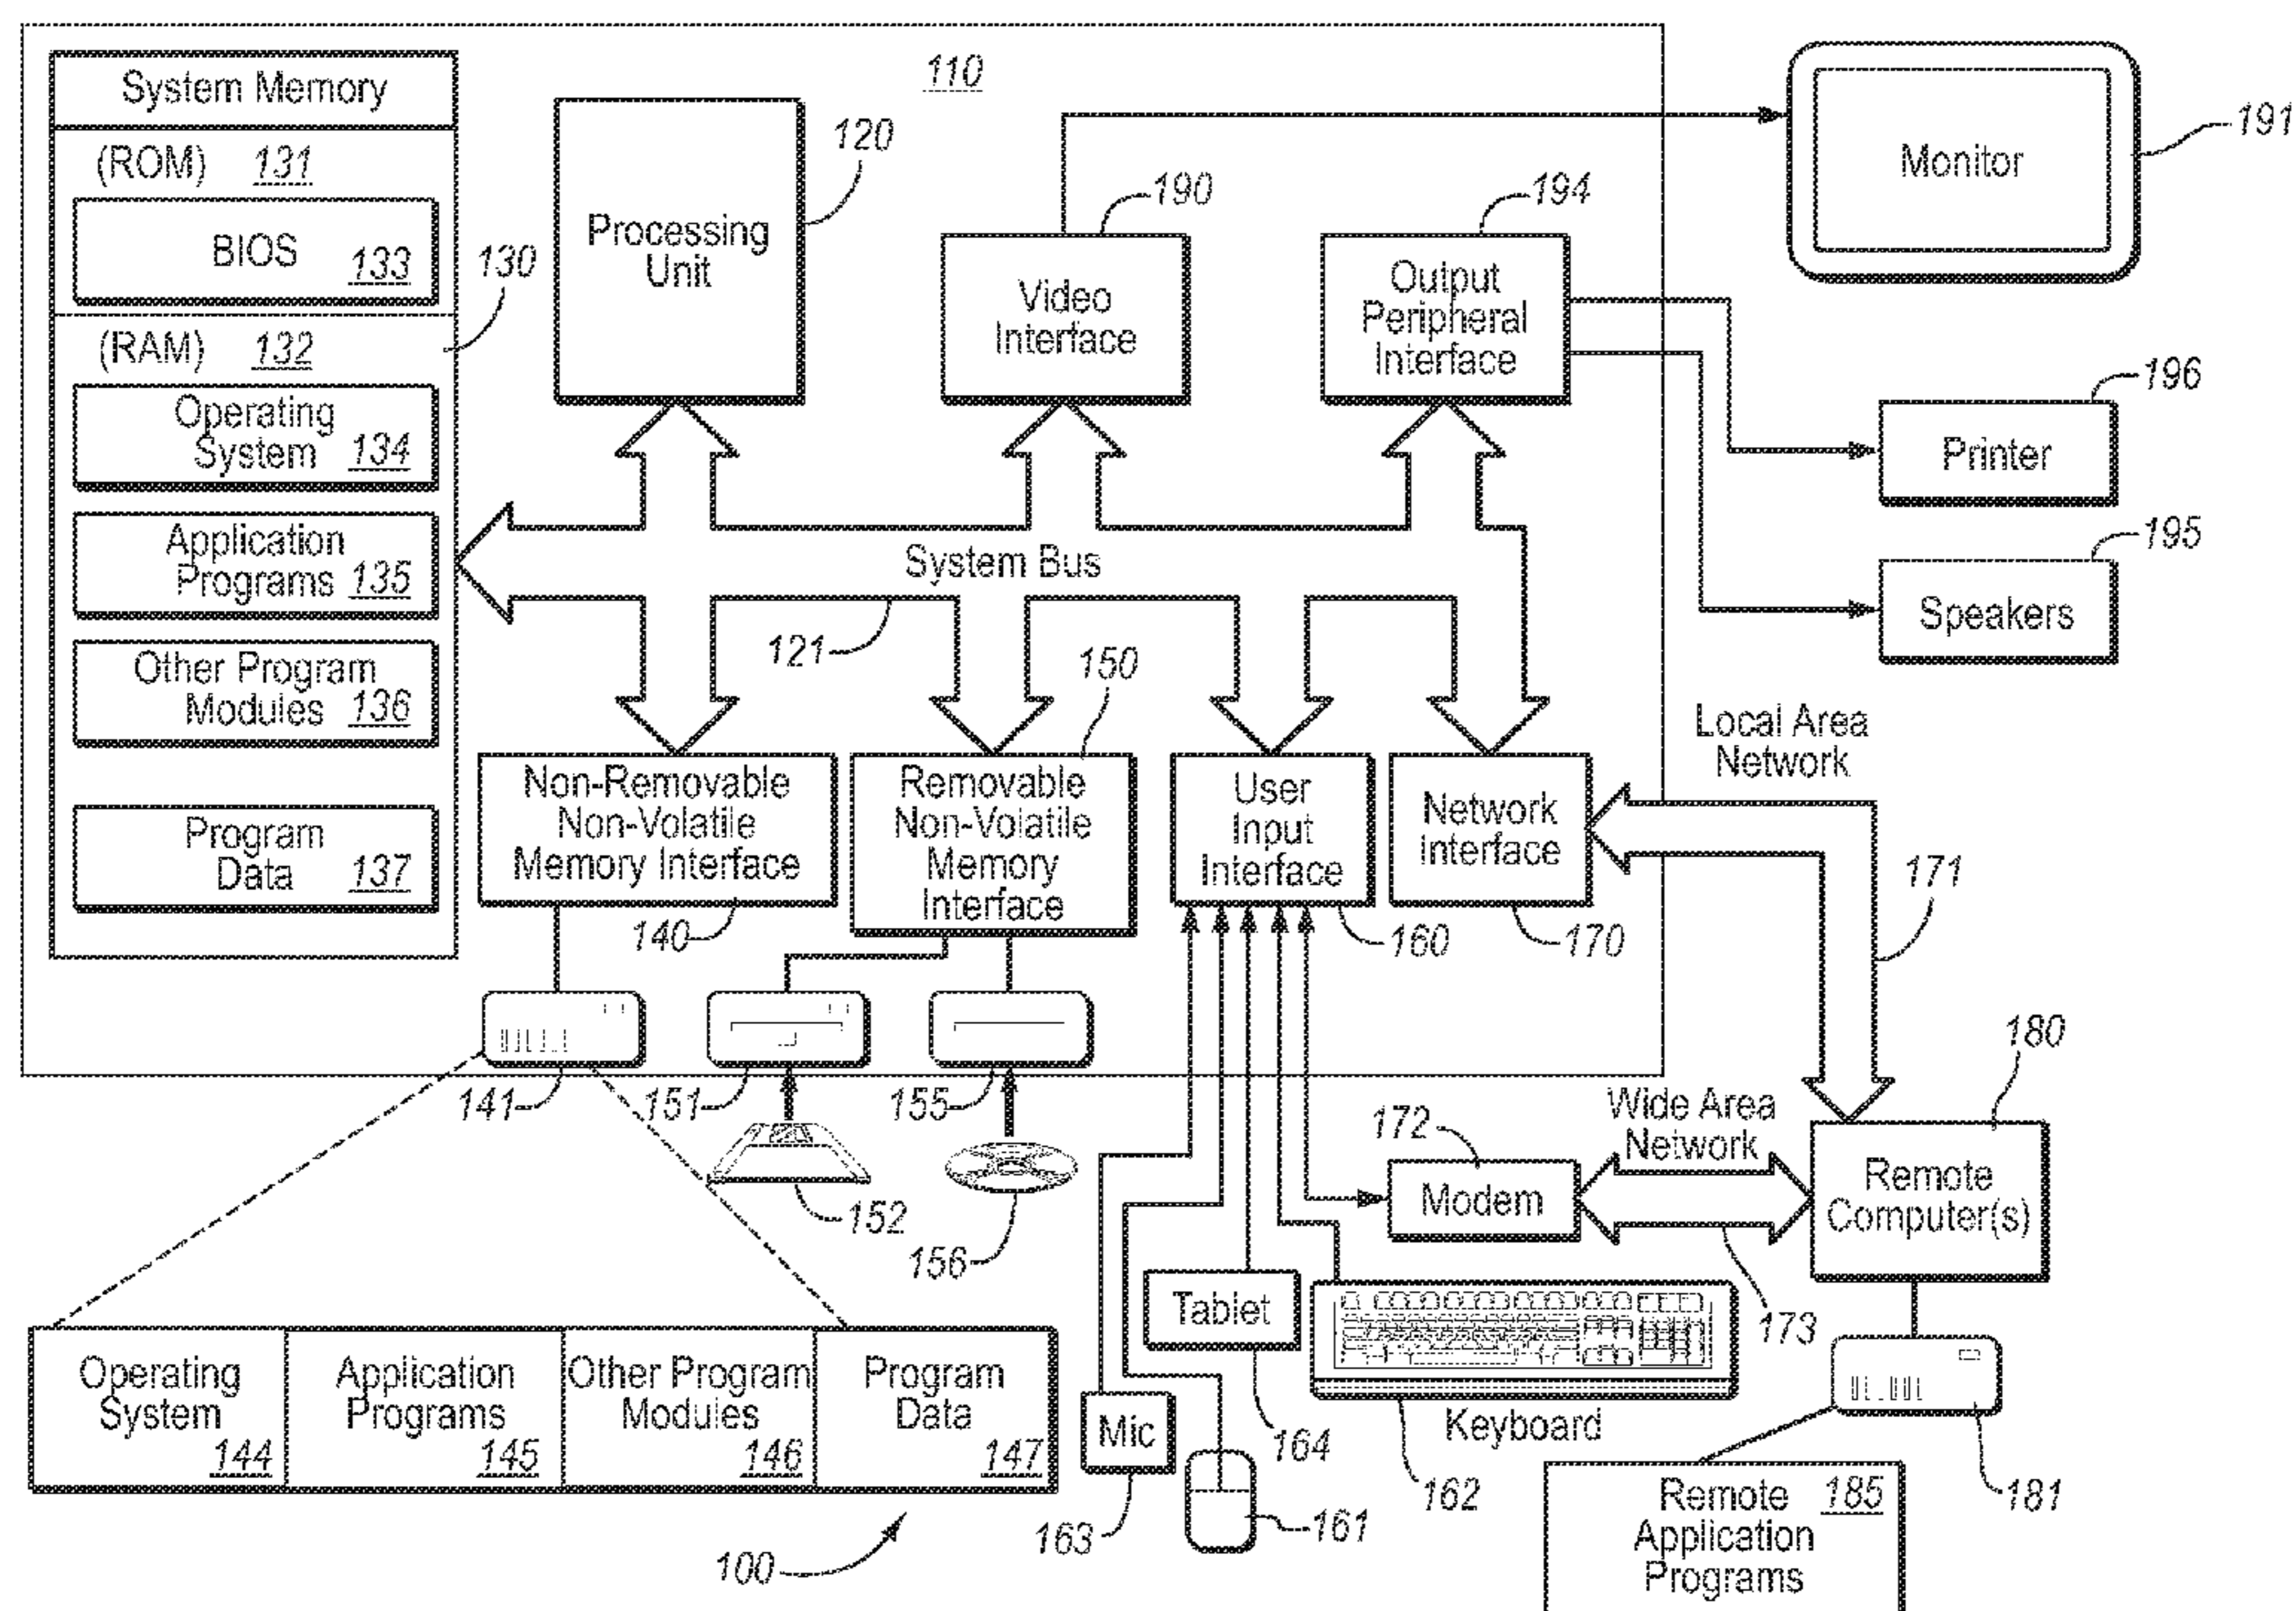 110
System Memory
(ROM) 131
BIOS 133
130
(RAM) 132
Operating
System 134
Application
Programs 135
Other Program
Modules 136
Program
Data 137
Processing
Unit
120
Video
Interface
190
Output
Peripheral
Interface
194
Monitor
191
Printer
196
Speakers
195
System Bus
121
Non-Removable
Non-Volatile
Memory Interface
140
Removable
Non-Volatile
Memory
Interface
150
User
Input
Interface
160
Network
Interface
170
Local Area
Network
171
141
151
155
152
156
172
Modem
Wide Area
Network
173
180
Remote
Computer(s)
Tablet
164
Keyboard
162
Mic
163
161
181
Remote 185
Application
Programs
Operating
System
144
Application
Programs
145
Other Program
Modules
146
Program
Data
147
100